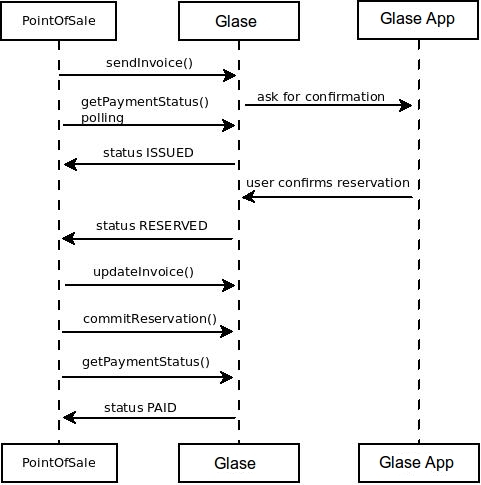 PointOfSale
Glase
Glase App
sendInvoice()
ask for confirmation
getPaymentStatus()
polling
status ISSUED
user confirms reservation
status RESERVED
updateInvoice()
commitReservation()
getPaymentStatus()
status PAID
PointOfSale
Glase
Glase App